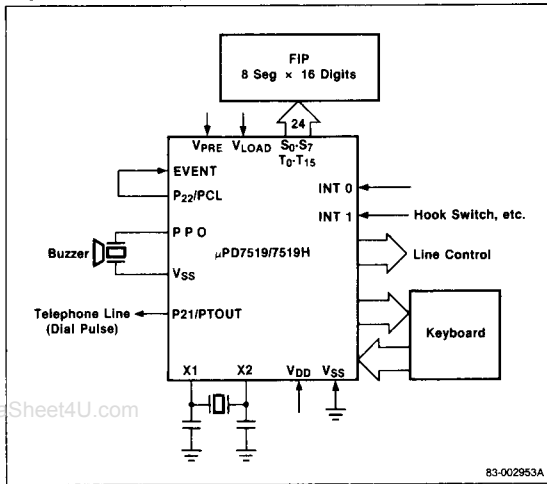 FIP
8 Seg × 16 Digits
24
VPRE
VLOAD
S0-S7
T0-T15
EVENT
P22/PCL
INT 0
INT 1
Hook Switch, etc.
PPO
Buzzer
µPD7519/7519H
Line Control
VSS
Telephone Line
(Dial Pulse)
P21/PTOUT
Keyboard
X1
X2
VDD
VSS
aSheet4U.com
83-002953A